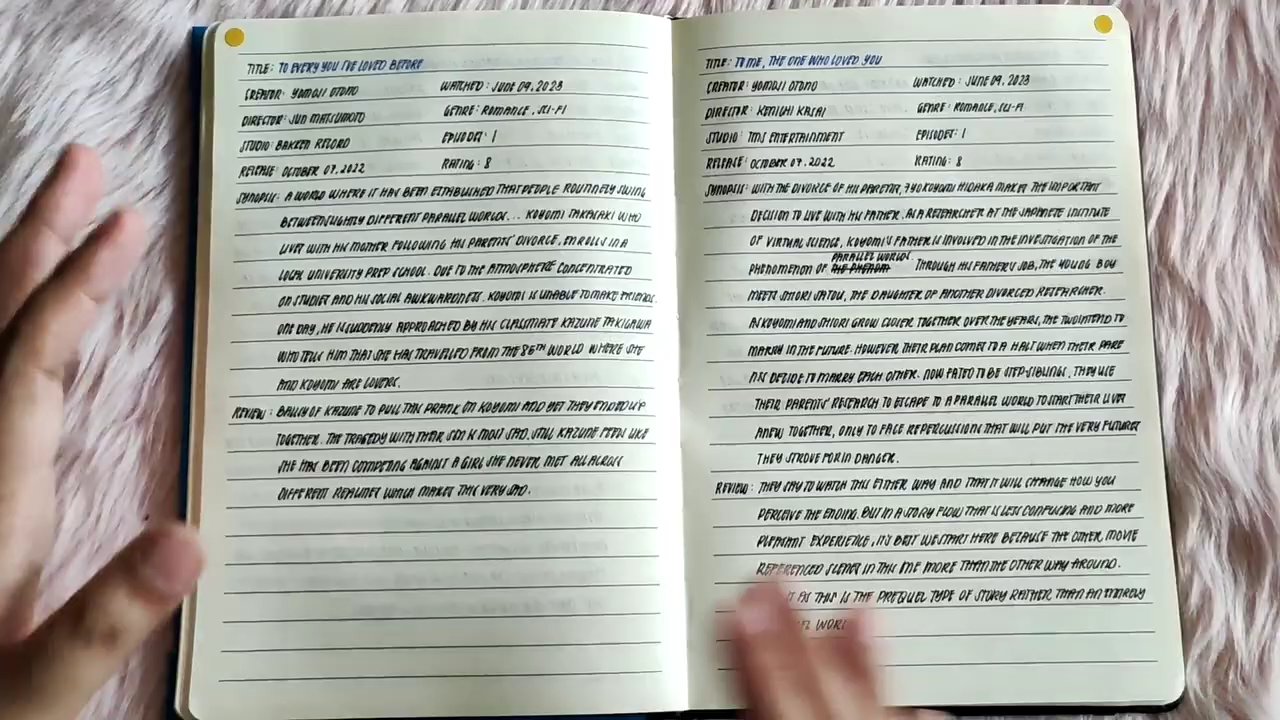 TITLE: TO EVERY YOU I'VE LOVED BEFORE
CREATOR: YOMOJI OTONO WATCHED: JUNE 09, 2023
DIRECTOR: JUN MATSUMOTO GENRE: ROMANCE, SCI-FI
STUDIO: BAKKEN RECORD EPISODES: 1
RELEASE: OCTOBER 07, 2022 RATING: 8
SYNOPSIS: A WORLD WHERE IT HAS BEEN ESTABLISHED THAT PEOPLE ROUTINELY SWING
BETWEEN SLIGHTLY DIFFERENT PARALLEL WORLDS... KOYOMI TAKASAKI WHO
LIVES WITH HIS MOTHER FOLLOWING HIS PARENTS' DIVORCE, ENROLLS IN A
LOCAL UNIVERSITY PREP SCHOOL. DUE TO THE ATMOSPHERE CONCENTRATED
ON STUDIES AND HIS SOCIAL AWKWARDNESS, KOYOMI IS UNABLE TO MAKE FRIENDS.
ONE DAY, HE IS SUDDENLY APPROACHED BY HIS CLASSMATE KAZUNE TAKIGAWA
WHO TELLS HIM THAT SHE HAS TRAVELLED FROM THE 85TH WORLD WHERE SHE
AND KOYOMI ARE LOVERS.
REVIEW: BALLSY OF KAZUNE TO PULL THIS PRANK ON KOYOMI AND YET THEY ENDED UP
TOGETHER. THE TRAGEDY WITH THEIR SON IS MOST SAD. STILL KAZUNE FEELS LIKE
SHE HAS BEEN COMPETING AGAINST A GIRL SHE NEVER MET ALL ACROSS
DIFFERENT REALITIES WHICH MAKES THIS VERY SAD.
TITLE: TO ME, THE ONE WHO LOVED YOU
CREATOR: YOMOJI OTONO WATCHED: JUNE 09, 2023
DIRECTOR: KENICHI KASAI GENRE: ROMANCE, SCI-FI
STUDIO: TMS ENTERTAINMENT EPISODES: 1
RELEASE: OCTOBER 07, 2022 RATING: 8
SYNOPSIS: WITH THE DIVORCE OF HIS PARENTS, 7 YO KOYOMI HIDAKA MAKES THE IMPORTANT
DECISION TO LIVE WITH HIS FATHER. AS A RESEARCHER AT THE JAPANESE INSTITUTE
OF VIRTUAL SCIENCE, KOYOMI'S FATHER IS INVOLVED IN THE INVESTIGATION OF THE
PARALLEL WORLDS.
PHENOMENON OF THE PHENOM THROUGH HIS FATHER'S JOB, THE YOUNG BOY
MEETS SHIORI SATOU, THE DAUGHTER OF ANOTHER DIVORCED RESEARCHER.
AS KOYOMI AND SHIORI GROW CLOSER TOGETHER OVER THE YEARS, THE TWO INTEND TO
MARRY IN THE FUTURE. HOWEVER, THEIR PLAN COMES TO A HALT WHEN THEIR PARE
NTS DECIDE TO MARRY EACH OTHER. NOW FATED TO BE STEP-SIBLINGS, THEY USE
THEIR PARENTS' RESEARCH TO ESCAPE TO A PARALLEL WORLD TO START THEIR LIVES
ANEW TOGETHER, ONLY TO FACE REPERCUSSIONS THAT WILL PUT THE VERY FUTURES
THEY STROVE FOR IN DANGER.
REVIEW: THEY SAY TO WATCH THIS EITHER WAY AND THAT IT WILL CHANGE HOW YOU
PERCEIVE THE ENDING. BUT IN A STORY FLOW THAT IS LESS CONFUSING AND MORE
PLEASANT EXPERIENCE, IT'S BEST WE START HERE BECAUSE THE OTHER MOVIE
REFERENCED SCENES IN THIS ONE MORE THAN THE OTHER WAY AROUND.
AS THIS IS THE PREQUEL TYPE OF STORY RATHER THAN AN ENTIRELY